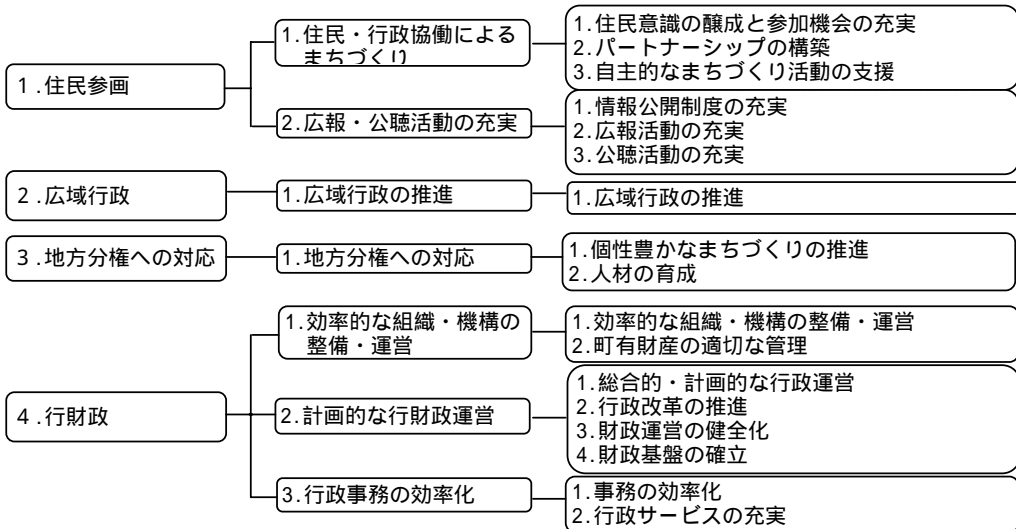 1.住民参画
1.住民・行政協働による
まちづくり
1.住民意識の醸成と参加機会の充実
2.パートナーシップの構築
3.自主的なまちづくり活動の支援
2.広報・公聴活動の充実
1.情報公開制度の充実
2.広報活動の充実
3.公聴活動の充実
2.広域行政
1.広域行政の推進
1.広域行政の推進
3.地方分権への対応
1.地方分権への対応
1.個性豊かなまちづくりの推進
2.人材の育成
4.行財政
1.効率的な組織・機構の
整備・運営
1.効率的な組織・機構の整備・運営
2.町有財産の適切な管理
2.計画的な行財政運営
1.総合的・計画的な行政運営
2.行政改革の推進
3.財政運営の健全化
4.財政基盤の確立
3.行政事務の効率化
1.事務の効率化
2.行政サービスの充実